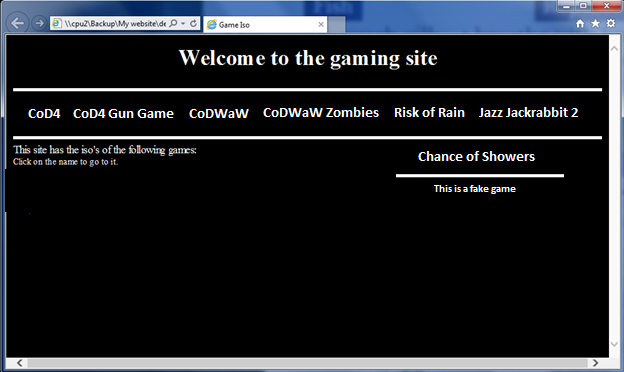 \\cpu2\Backup\My website\de
Game Iso
Welcome to the gaming site
CoD4 CoD4 Gun Game CoDWaW CoDWaW Zombies Risk of Rain Jazz Jackrabbit 2
This site has the iso's of the following games:
Click on the name to go to it.
Chance of Showers
This is a fake game